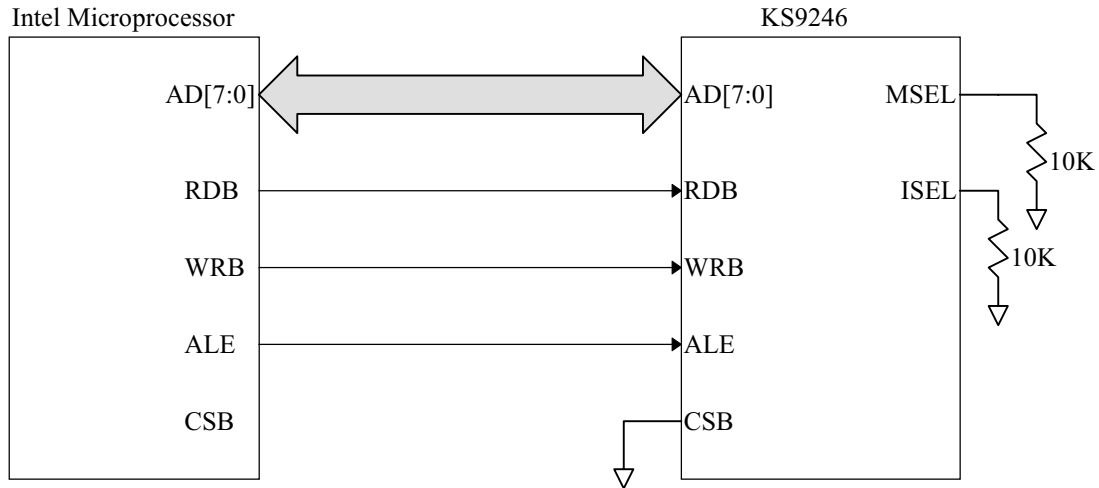 Intel Microprocessor
KS9246
AD[7:0]
AD[7:0]
MSEL
10K
RDB
RDB
ISEL
WRB
WRB
10K
ALE
ALE
CSB
CSB